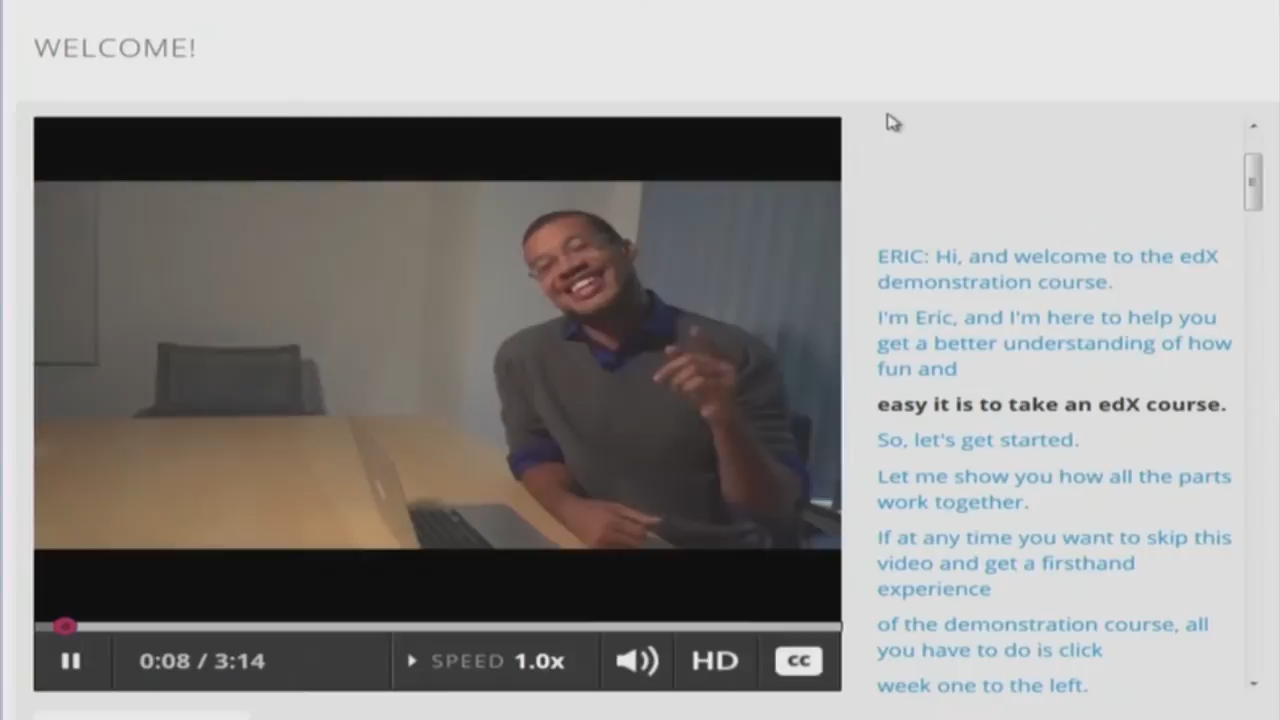 WELCOME!
ERIC: Hi, and welcome to the edX
demonstration course.
I'm Eric, and I'm here to help you
get a better understanding of how
fun and
easy it is to take an edX course.
So, let's get started.
Let me show you how all the parts
work together.
If at any time you want to skip this
video and get a firsthand
experience
of the demonstration course, all
you have to do is click
week one to the left.
0:08 / 3:14
SPEED 1.0x
HD
CC